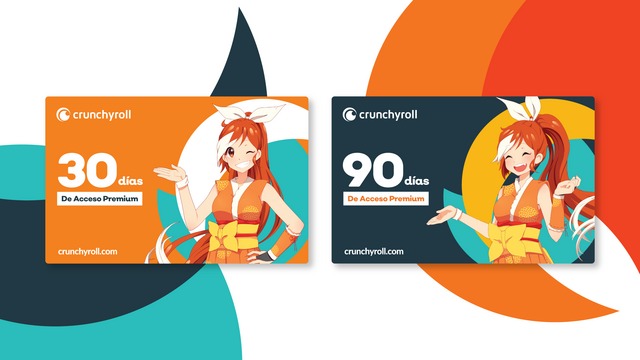 crunchyroll
30 días
De Acceso Premium
crunchyroll.com
crunchyroll
90 días
De Acceso Premium
crunchyroll.com